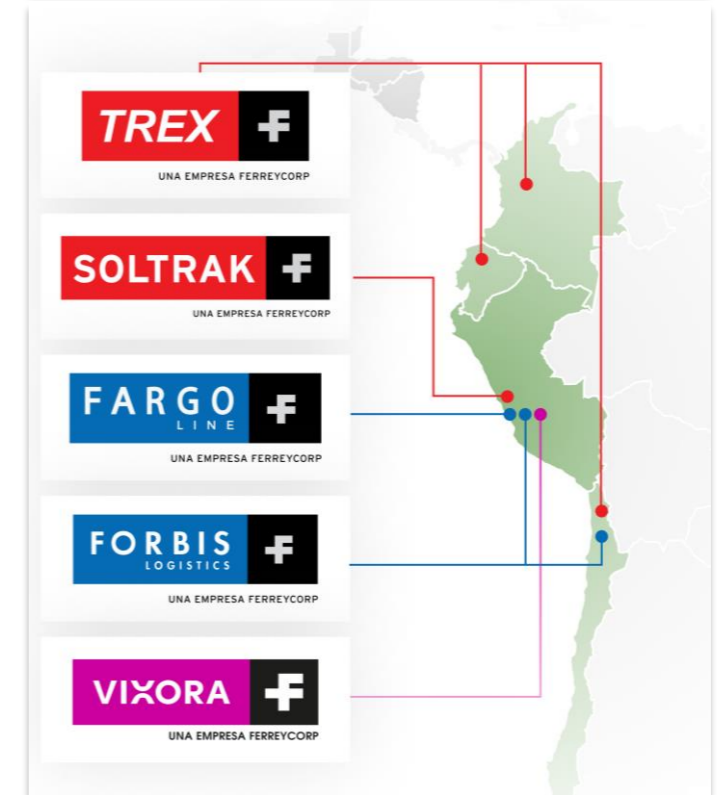 TREX
UNA EMPRESA FERREYCORP
SOLTRAK
UNA EMPRESA FERREYCORP
FARGO
LINE
UNA EMPRESA FERREYCORP
FORBIS
LOGISTICS
UNA EMPRESA FERREYCORP
VIXORA
UNA EMPRESA FERREYCORP